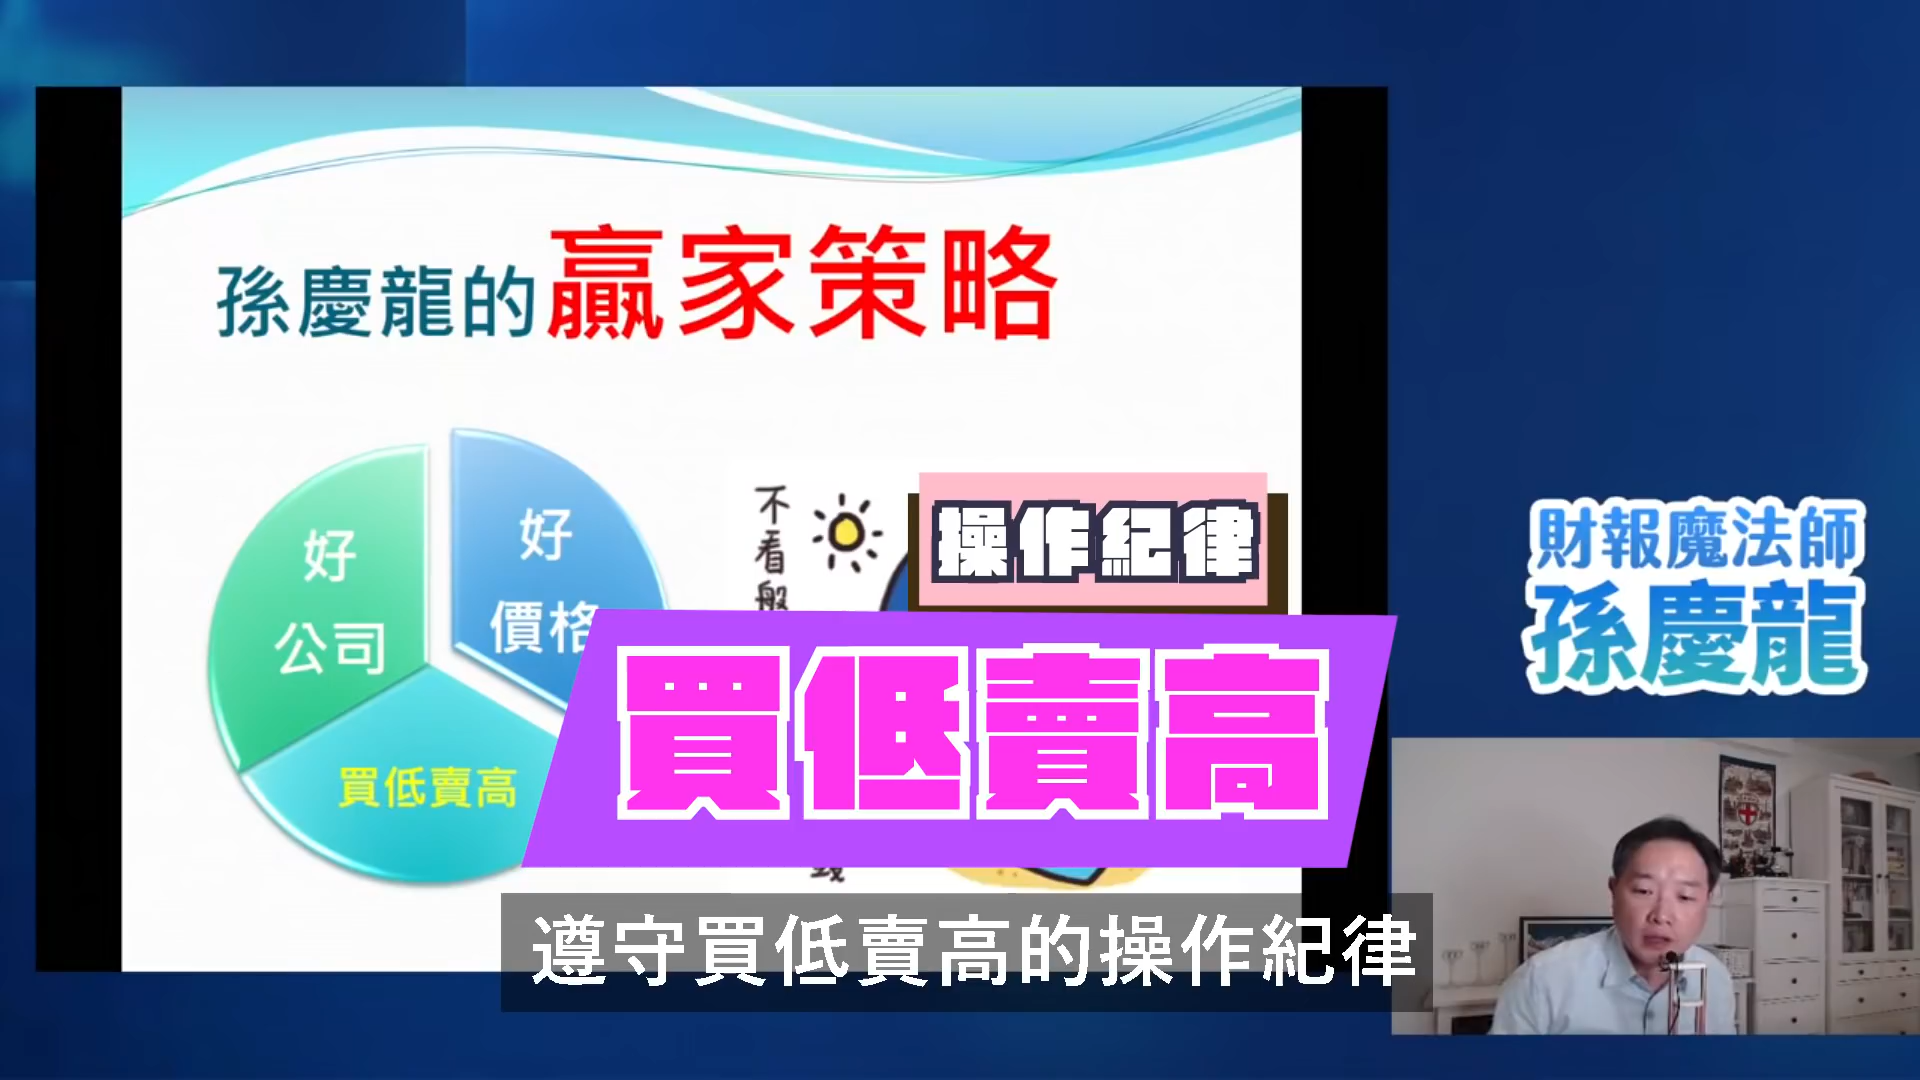 孫慶龍的贏家策略
好
公司
好
價格
買低賣高
不看般
操作紀律
買低賣高
遵守買低賣高的操作紀律
財報魔法師
孫慶龍